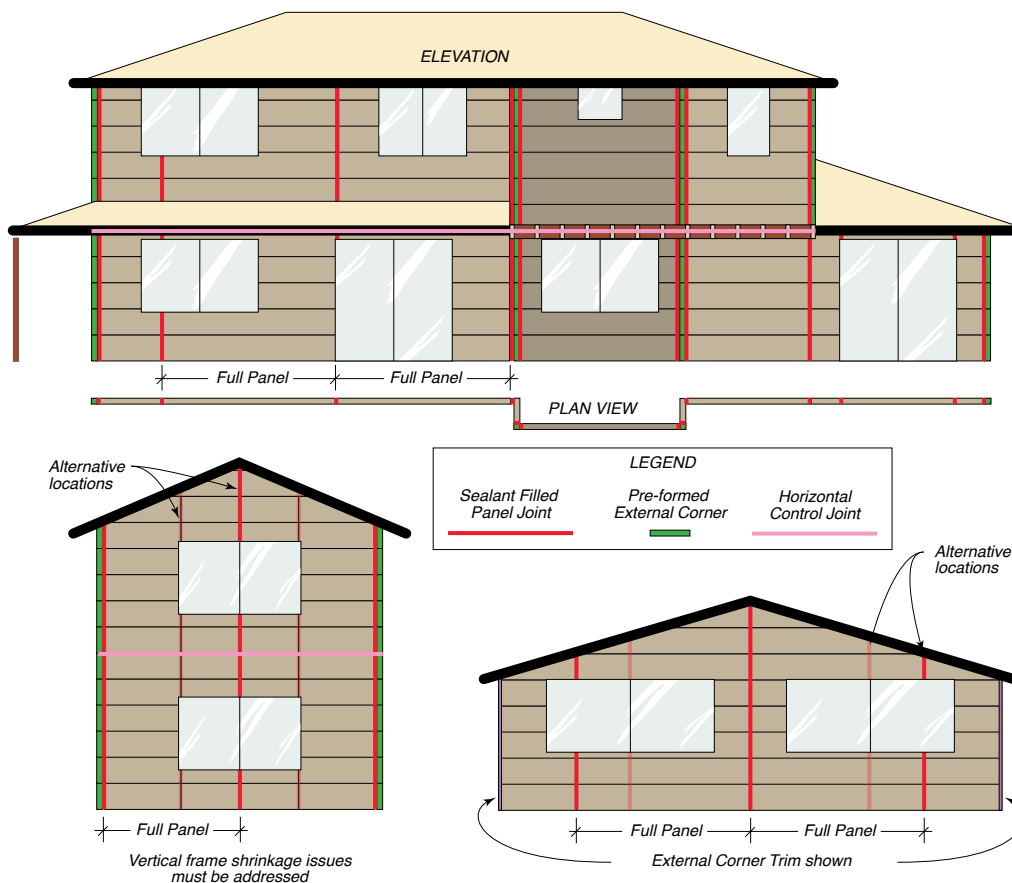 ELEVATION
Full Panel
Full Panel
PLAN VIEW
Alternative
locations
LEGEND
Sealant Filled
Panel Joint
Pre-formed
External Corner
Horizontal
Control Joint
Alternative
locations
Full Panel
Vertical frame shrinkage issues
must be addressed
Full Panel
Full Panel
External Corner Trim shown